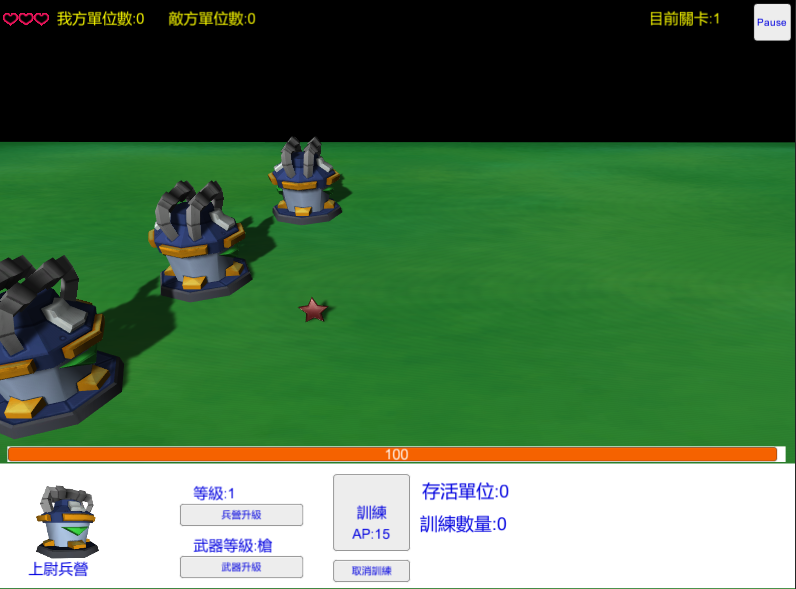 我方單位數:0 敵方單位數:0 目前關卡:1 Pause
100
等級:1
兵營升級
武器等級:槍
武器升級
上尉兵營
訓練
AP:15
取消訓練
存活單位:0
訓練數量:0